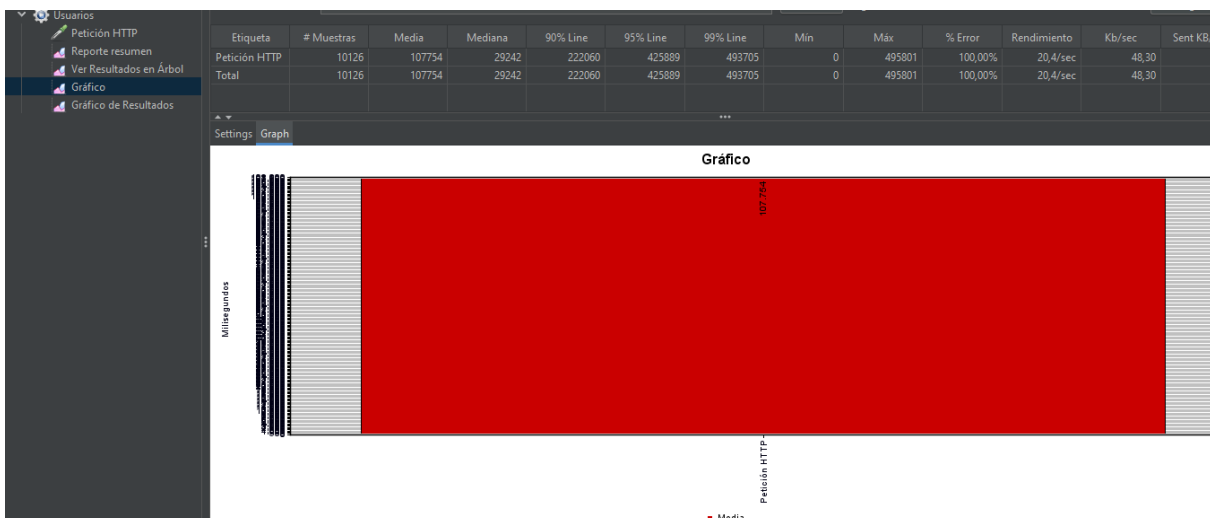 Usuarios
Petición HTTP
Reporte resumen
Ver Resultados en Árbol
Gráfico
Gráfico de Resultados
Etiqueta # Muestras Media Mediana 90% Line 95% Line 99% Line Mín Máx % Error Rendimiento Kb/sec Sent KB
Petición HTTP 10126 107754 29242 222060 425889 493705 0 495801 100,00% 20,4/sec 48,30
Total 10126 107754 29242 222060 425889 493705 0 495801 100,00% 20,4/sec 48,30
Settings Graph
Gráfico
107.754
Milisegundos
Petición HTTP
Media